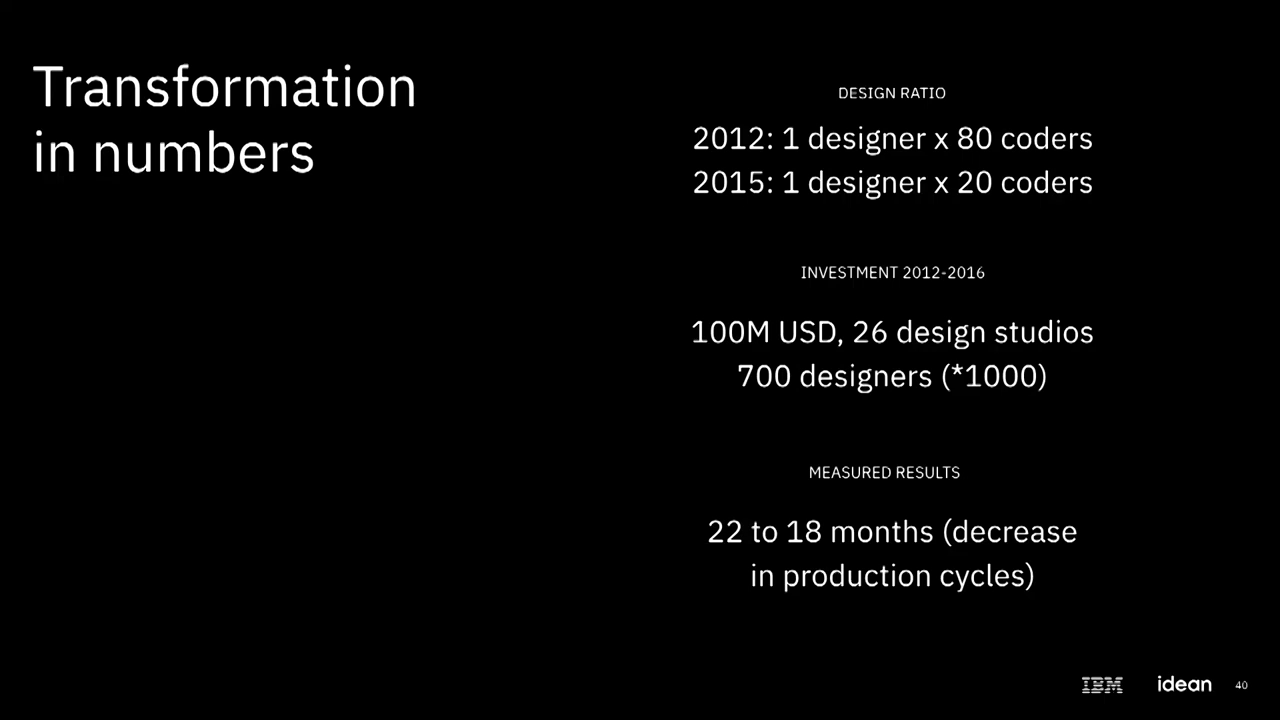 Transformation
in numbers
DESIGN RATIO
2012: 1 designer x 80 coders
2015: 1 designer x 20 coders
INVESTMENT 2012-2016
100M USD, 26 design studios
700 designers (*1000)
MEASURED RESULTS
22 to 18 months (decrease
in production cycles)
IBM idean 40